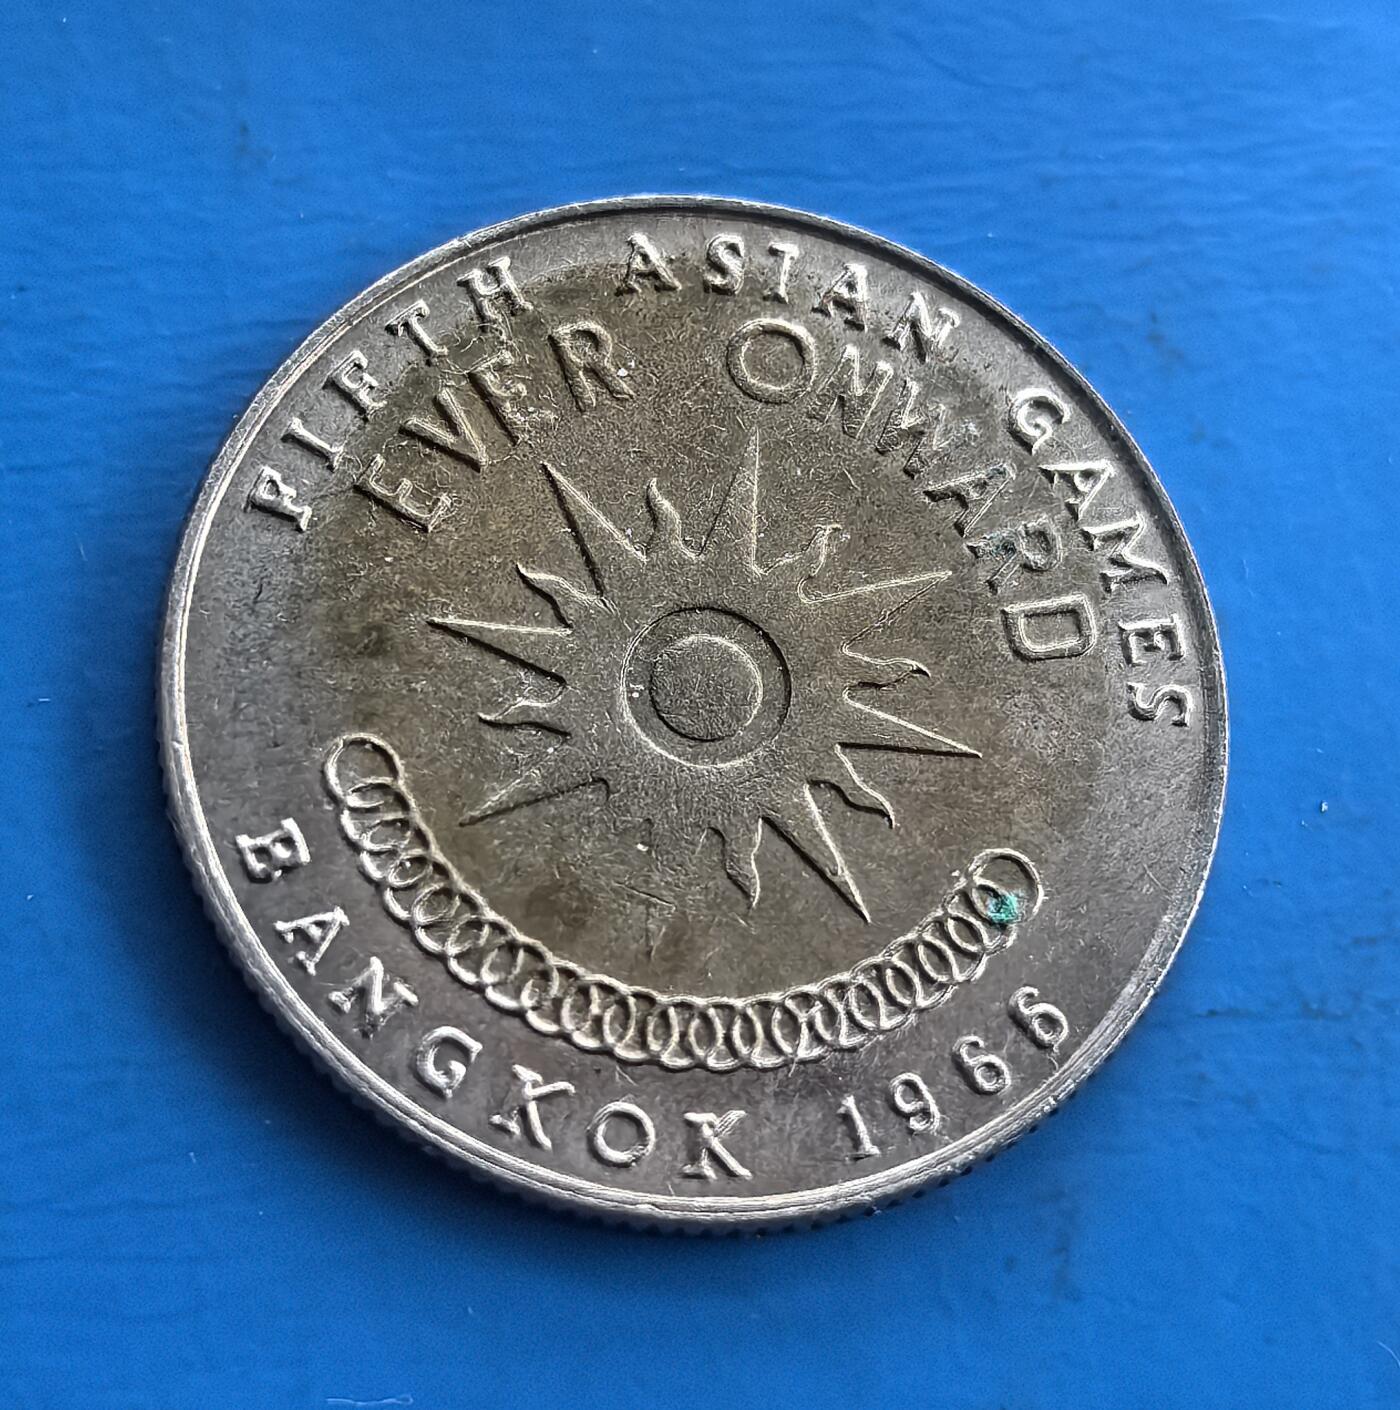 FIFTH ASIAN GAMES
EVER ONWARD
BANGKOK 1966